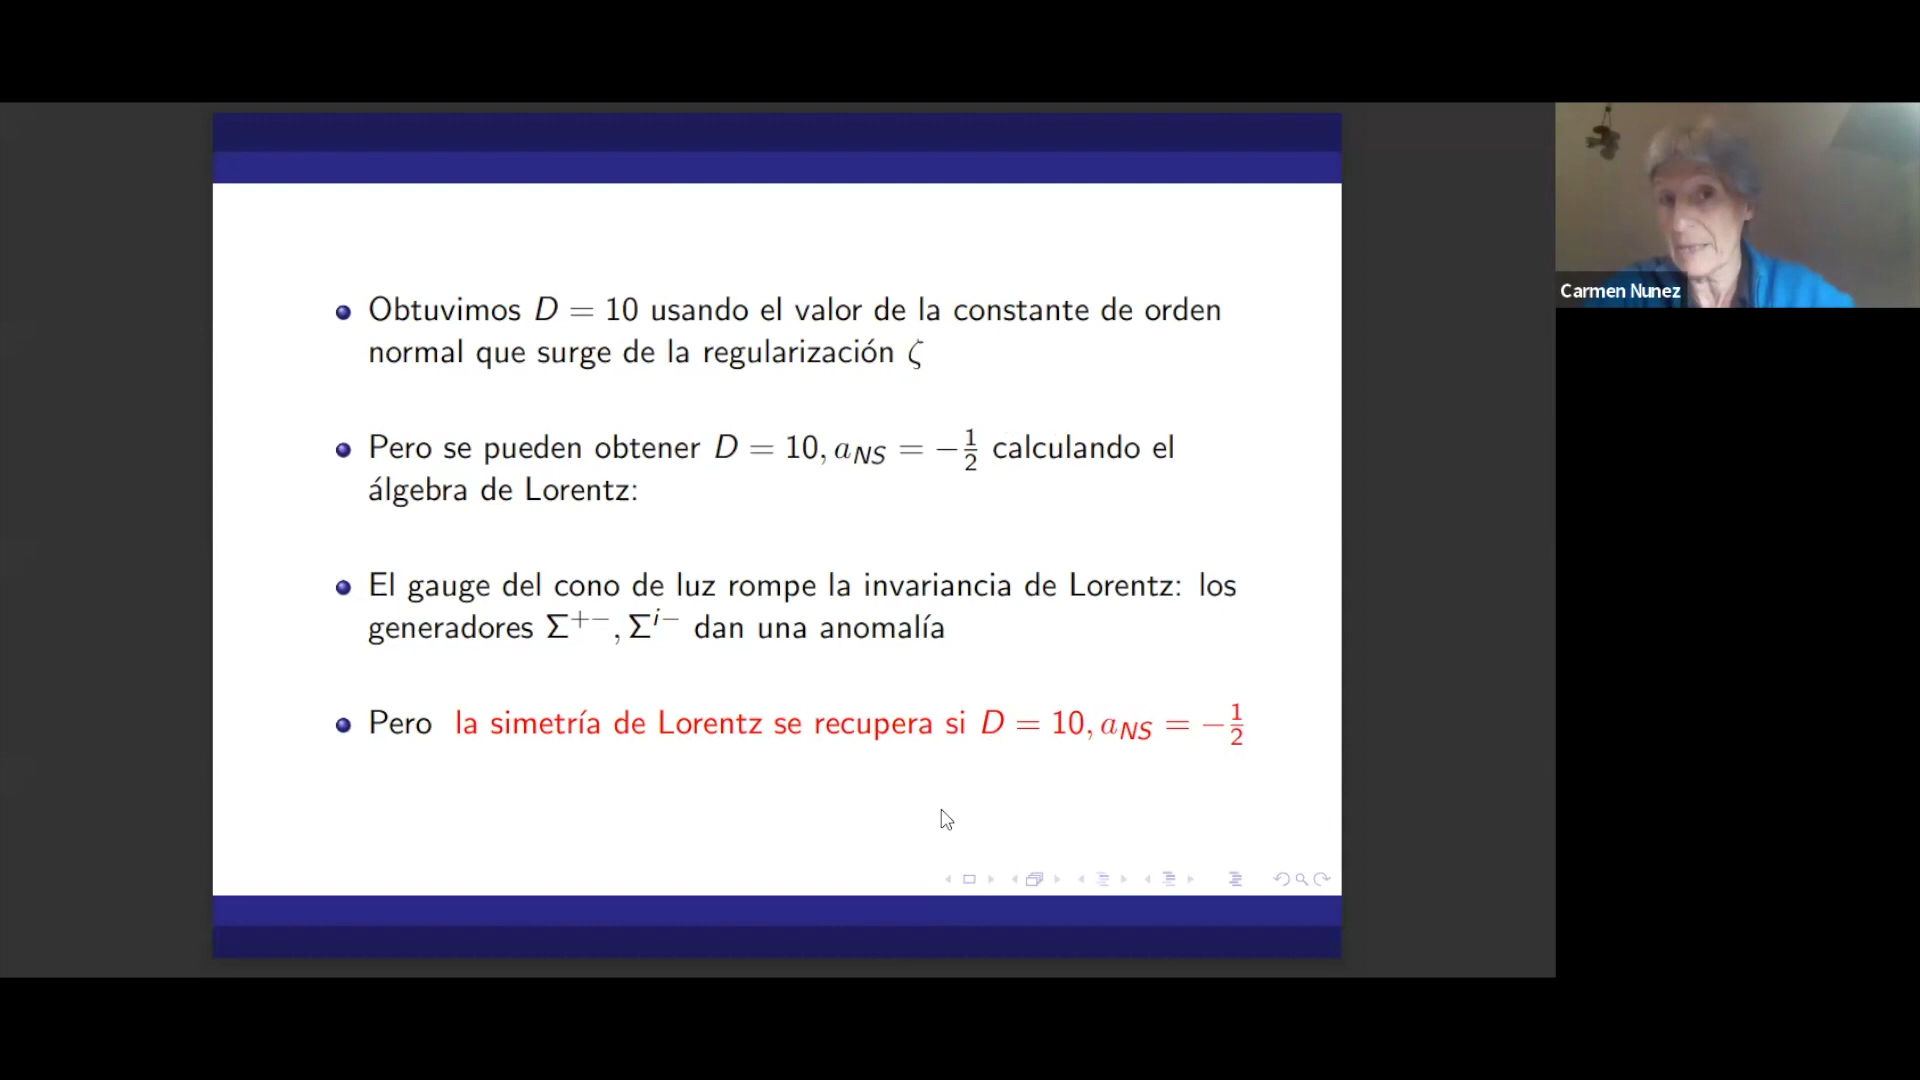 Obtuvimos D = 10 usando el valor de la constante de orden
normal que surge de la regularización ζ
Pero se pueden obtener D = 10, a_NS = −1/2 calculando el
álgebra de Lorentz:
El gauge del cono de luz rompe la invariancia de Lorentz: los
generadores Σ^{+−}, Σ^{i−} dan una anomalía
Pero la simetría de Lorentz se recupera si D = 10, a_NS = −1/2
Carmen Nunez